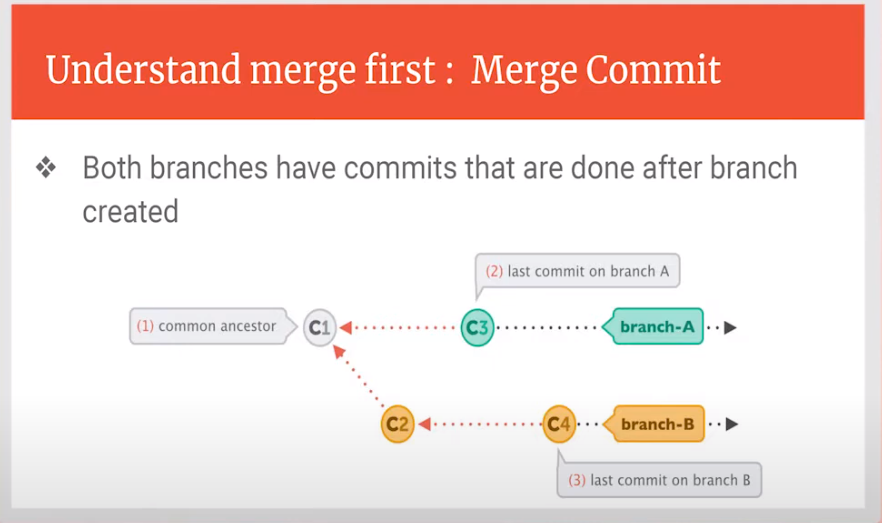 Understand merge first : Merge Commit
❖ Both branches have commits that are done after branch
created
(2) last commit on branch A
(1) common ancestor
C1
C3
branch-A
C2
C4
branch-B
(3) last commit on branch B